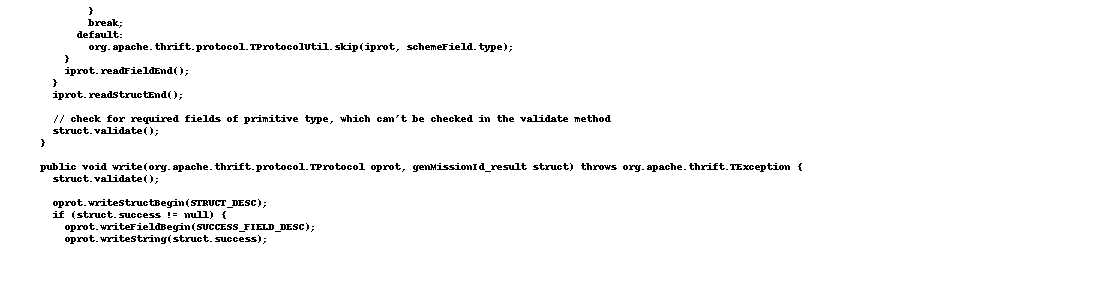 }
break;
default:
org.apache.thrift.protocol.TProtocolUtil.skip(iprot, schemeField.type);
}
iprot.readFieldEnd();
}
iprot.readStructEnd();
// check for required fields of primitive type, which can't be checked in the validate method
struct.validate();
}
public void write(org.apache.thrift.protocol.TProtocol oprot, genMissionId_result struct) throws org.apache.thrift.TException {
struct.validate();
oprot.writeStructBegin(STRUCT_DESC);
if (struct.success != null) {
oprot.writeFieldBegin(SUCCESS_FIELD_DESC);
oprot.writeString(struct.success);